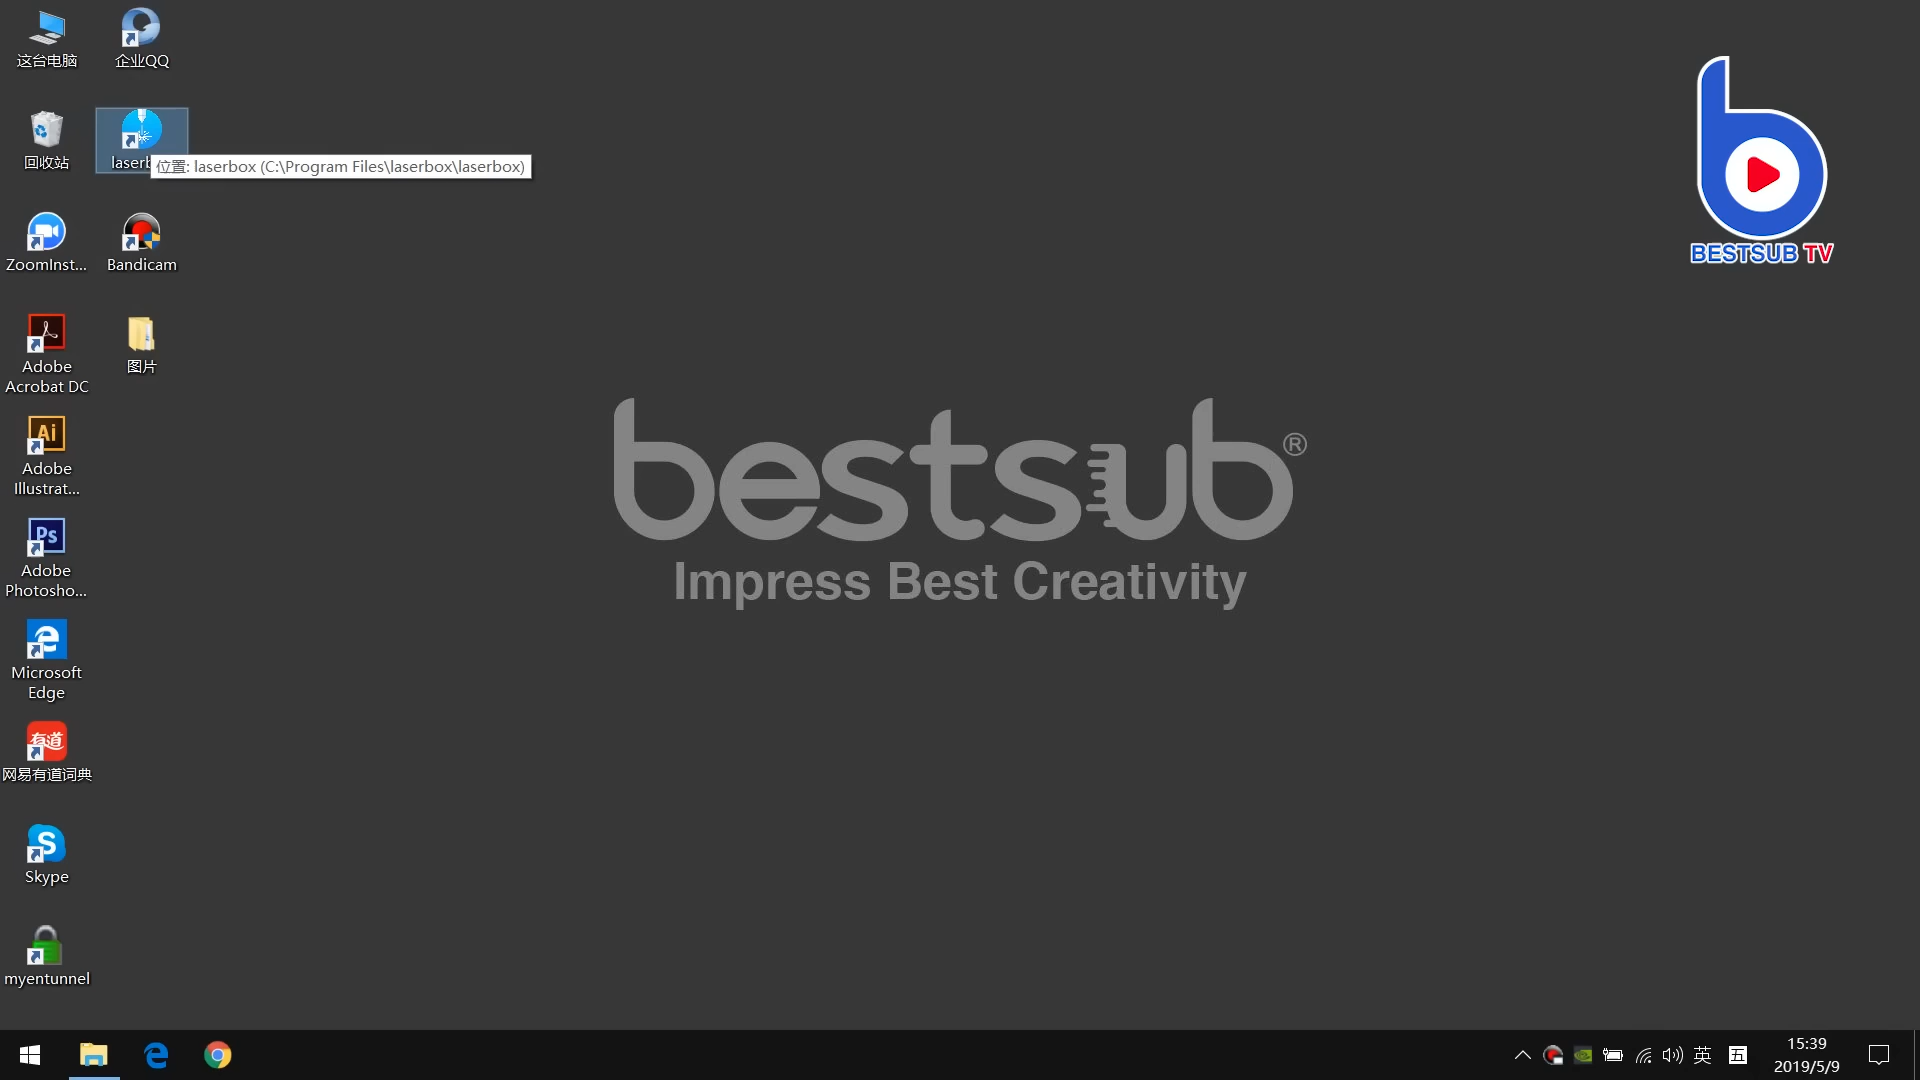 这台电脑
企业QQ
回收站
laserb
位置: laserbox (C:\Program Files\laserbox\laserbox)
ZoomInst...
Bandicam
Adobe
Acrobat DC
图片
Ai
Adobe
Illustrat...
Ps
Adobe
Photosho...
Microsoft
Edge
有道
网易有道词典
S
Skype
myentunnel
bestsub®
Impress Best Creativity
b
BESTSUB TV
英
五
15:39
2019/5/9